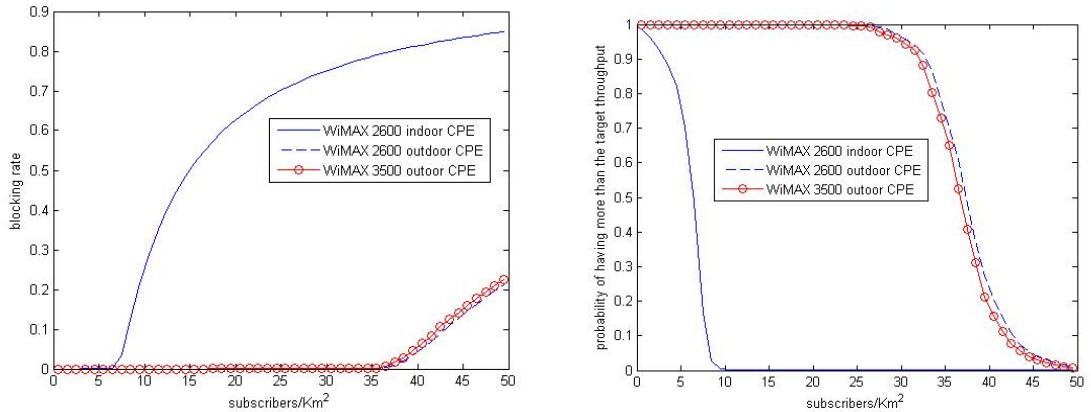 0.9
0.8
0.7
0.6
0.5
0.4
0.3
0.2
0.1
0
blocking rate
WiMAX 2600 indoor CPE
WiMAX 2600 outdoor CPE
WiMAX 3500 outoor CPE
0 5 10 15 20 25 30 35 40 45 50
subscribers/Km²
1
0.9
0.8
0.7
0.6
0.5
0.4
0.3
0.2
0.1
0
probability of having more than the target throughput
WiMAX 2600 indoor CPE
WiMAX 2600 outdoor CPE
WiMAX 3500 outoor CPE
0 5 10 15 20 25 30 35 40 45 50
subscribers/Km²